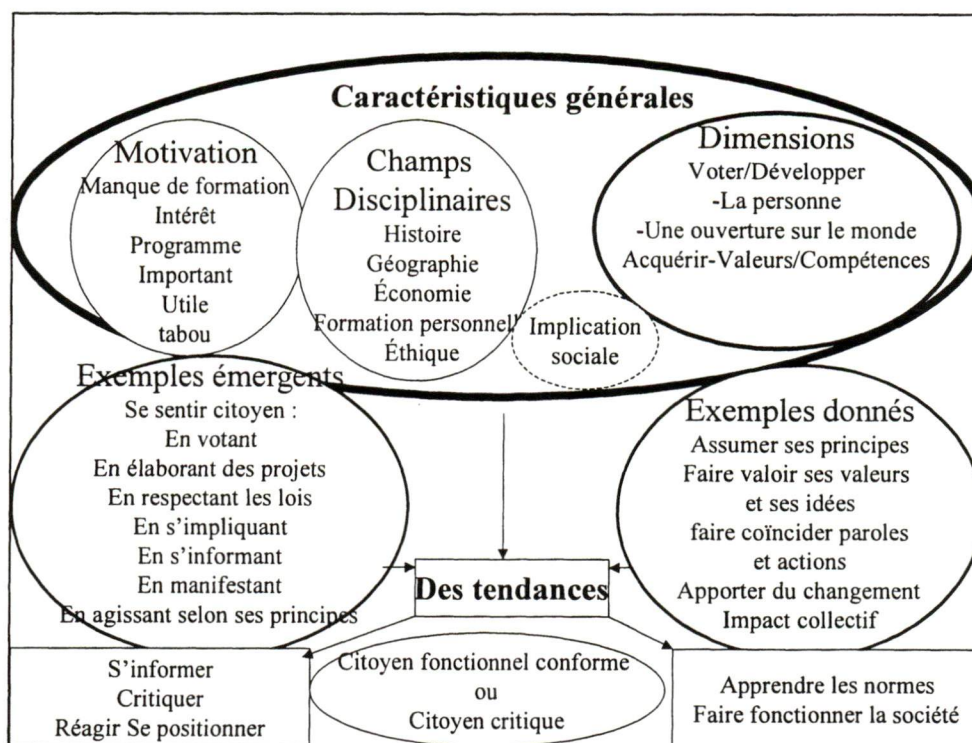 Caractéristiques générales
Motivation
Manque de formation
Intérêt
Programme
Important
Utile
tabou
Champs
Disciplinaires
Histoire
Géographie
Économie
Formation personnell
Éthique
Implication
sociale
Dimensions
Voter/Développer
-La personne
-Une ouverture sur le monde
Acquérir-Valeurs/Compétences
Exemples émergents
Se sentir citoyen :
En votant
En élaborant des projets
En respectant les lois
En s'impliquant
En s'informant
En manifestant
En agissant selon ses principes
Exemples donnés
Assumer ses principes
Faire valoir ses valeurs
et ses idées
faire coïncider paroles
et actions
Apporter du changement
Impact collectif
Des tendances
S'informer
Critiquer
Réagir Se positionner
Citoyen fonctionnel conforme
ou
Citoyen critique
Apprendre les normes
Faire fonctionner la société